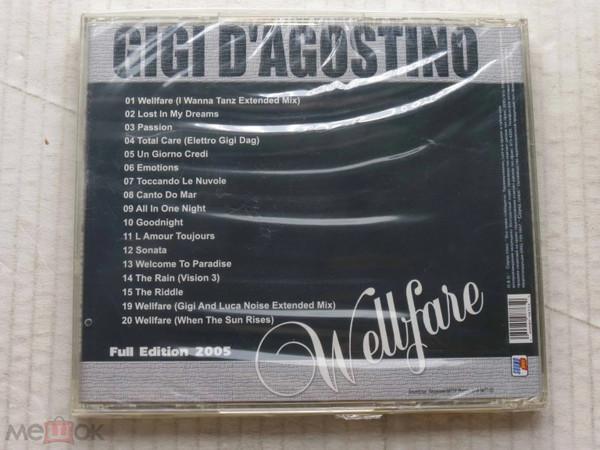 GIGI D'AGOSTINO
01 Wellfare (I Wanna Tanz Extended Mix)
02 Lost In My Dreams
03 Passion
04 Total Care (Elettro Gigi Dag)
05 Un Giorno Credi
06 Emotions
07 Toccando Le Nuvole
08 Canto Do Mar
09 All In One Night
10 Goodnight
11 L Amour Toujours
12 Sonata
13 Welcome To Paradise
14 The Rain (Vision 3)
15 The Riddle
19 Wellfare (Gigi And Luca Noise Extended Mix)
20 Wellfare (When The Sun Rises)
Wellfare
Full Edition 2005
мешок